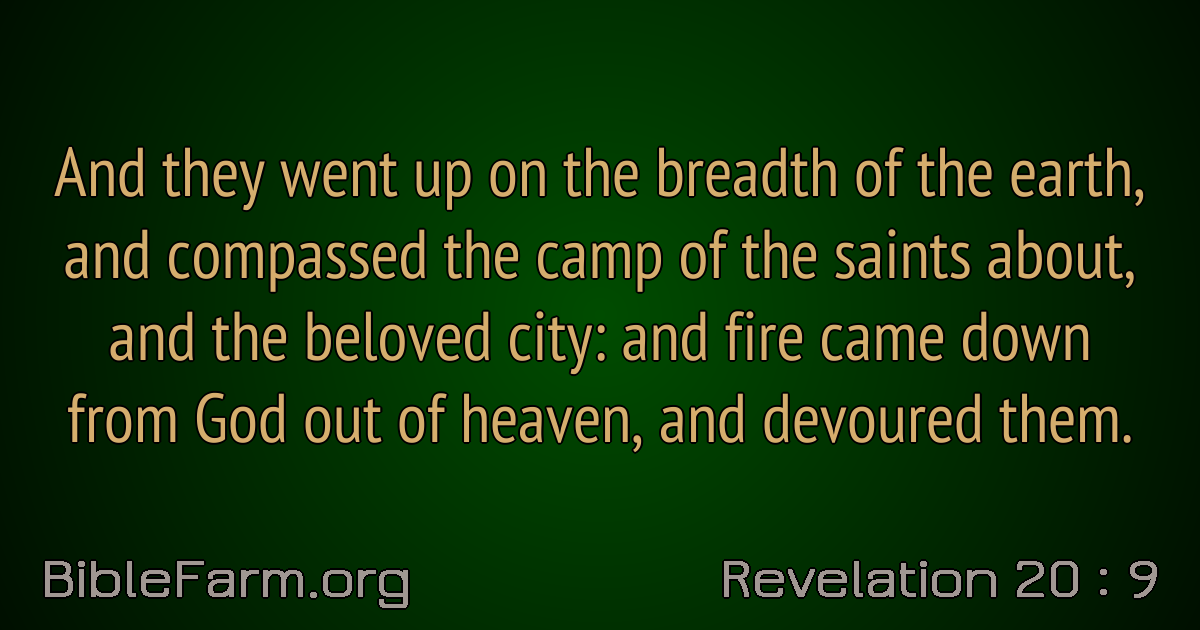 And they went up on the breadth of the earth,
and compassed the camp of the saints about,
and the beloved city: and fire came down
from God out of heaven, and devoured them.
BibleFarm.org
Revelation 20 : 9